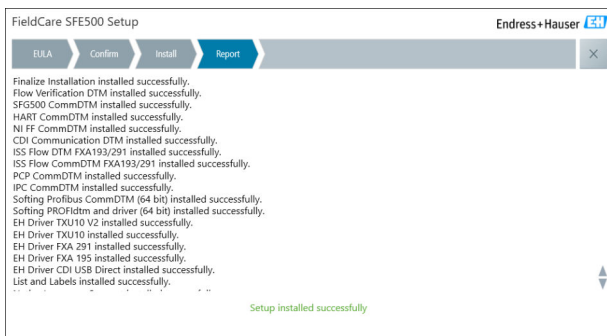 FieldCare SFE500 Setup
Endress+Hauser EH
EULA
Confirm
Install
Report
Finalize Installation installed successfully.
Flow Verification DTM installed successfully.
SFG500 CommDTM installed successfully.
HART CommDTM installed successfully.
NI FF CommDTM installed successfully.
CDI Communication DTM installed successfully.
ISS Flow DTM FXA193/291 installed successfully.
ISS Flow CommDTM FXA193/291 installed successfully.
PCP CommDTM installed successfully.
IPC CommDTM installed successfully.
Softing Profibus CommDTM (64 bit) installed successfully.
Softing PROFIdtm and driver (64 bit) installed successfully.
EH Driver TXU10 V2 installed successfully.
EH Driver TXU10 installed successfully.
EH Driver FXA 291 installed successfully.
EH Driver FXA 195 installed successfully.
EH Driver CDI USB Direct installed successfully.
List and Labels installed successfully.
Setup installed successfully